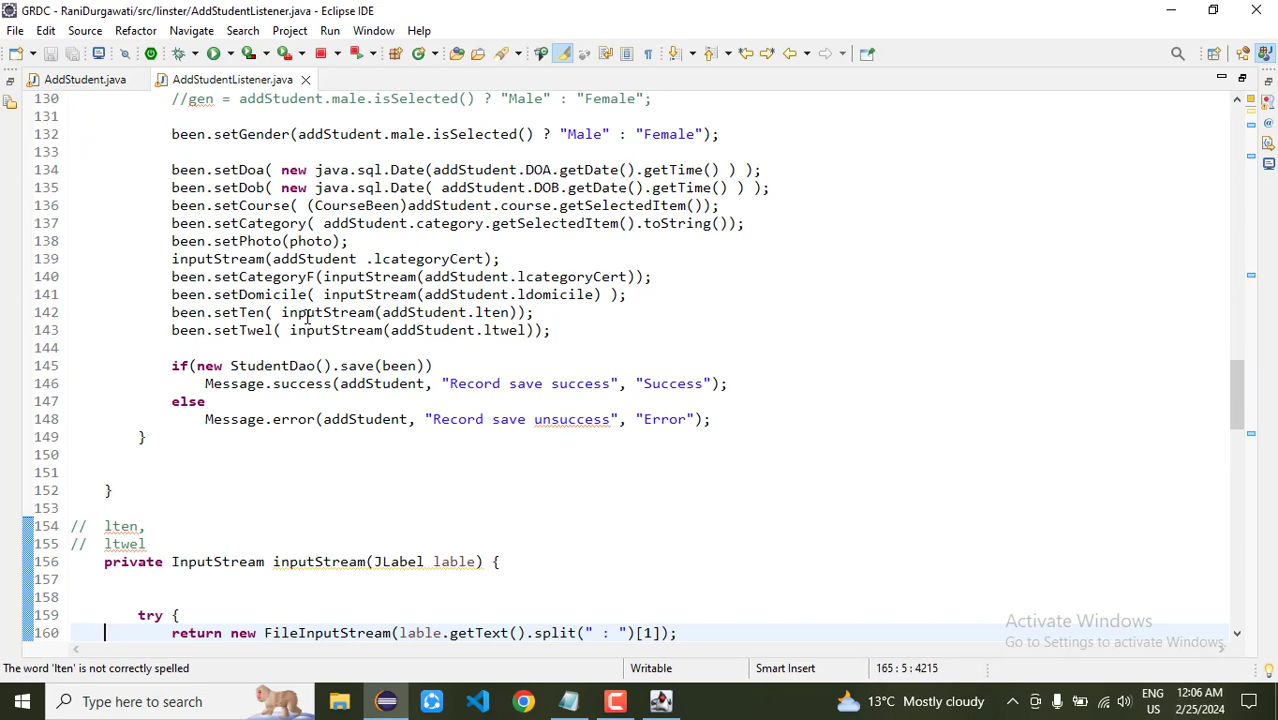 GRDC - RaniDurgawati/src/linster/AddStudentListener.java - Eclipse IDE
File Edit Source Refactor Navigate Search Project Run Window Help
AddStudent.java AddStudentListener.java
130 //gen = addStudent.male.isSelected() ? "Male" : "Female";
131
132 been.setGender(addStudent.male.isSelected() ? "Male" : "Female");
133
134 been.setDoa( new java.sql.Date(addStudent.DOA.getDate().getTime() ) );
135 been.setDob( new java.sql.Date( addStudent.DOB.getDate().getTime() ) );
136 been.setCourse( (CourseBeen)addStudent.course.getSelectedItem());
137 been.setCategory( addStudent.category.getSelectedItem().toString());
138 been.setPhoto(photo);
139 inputStream(addStudent .lcategoryCert);
140 been.setCategoryF(inputStream(addStudent.lcategoryCert));
141 been.setDomicile( inputStream(addStudent.ldomicile) );
142 been.setTen( inputStream(addStudent.lten));
143 been.setTwel( inputStream(addStudent.ltwel));
144
145 if(new StudentDao().save(been))
146 Message.success(addStudent, "Record save success", "Success");
147 else
148 Message.error(addStudent, "Record save unsuccess", "Error");
149 }
150
151
152 }
153
154 // lten,
155 // ltwel
156 private InputStream inputStream(JLabel lable) {
157
158
159 try {
160 return new FileInputStream(lable.getText().split(" : ")[1]);
Activate Windows
Go to Settings to activate Windows.
The word 'lten' is not correctly spelled Writable Smart Insert 165 : 5 : 4215
Type here to search 13°C Mostly cloudy ENG US 12:06 AM 2/25/2024